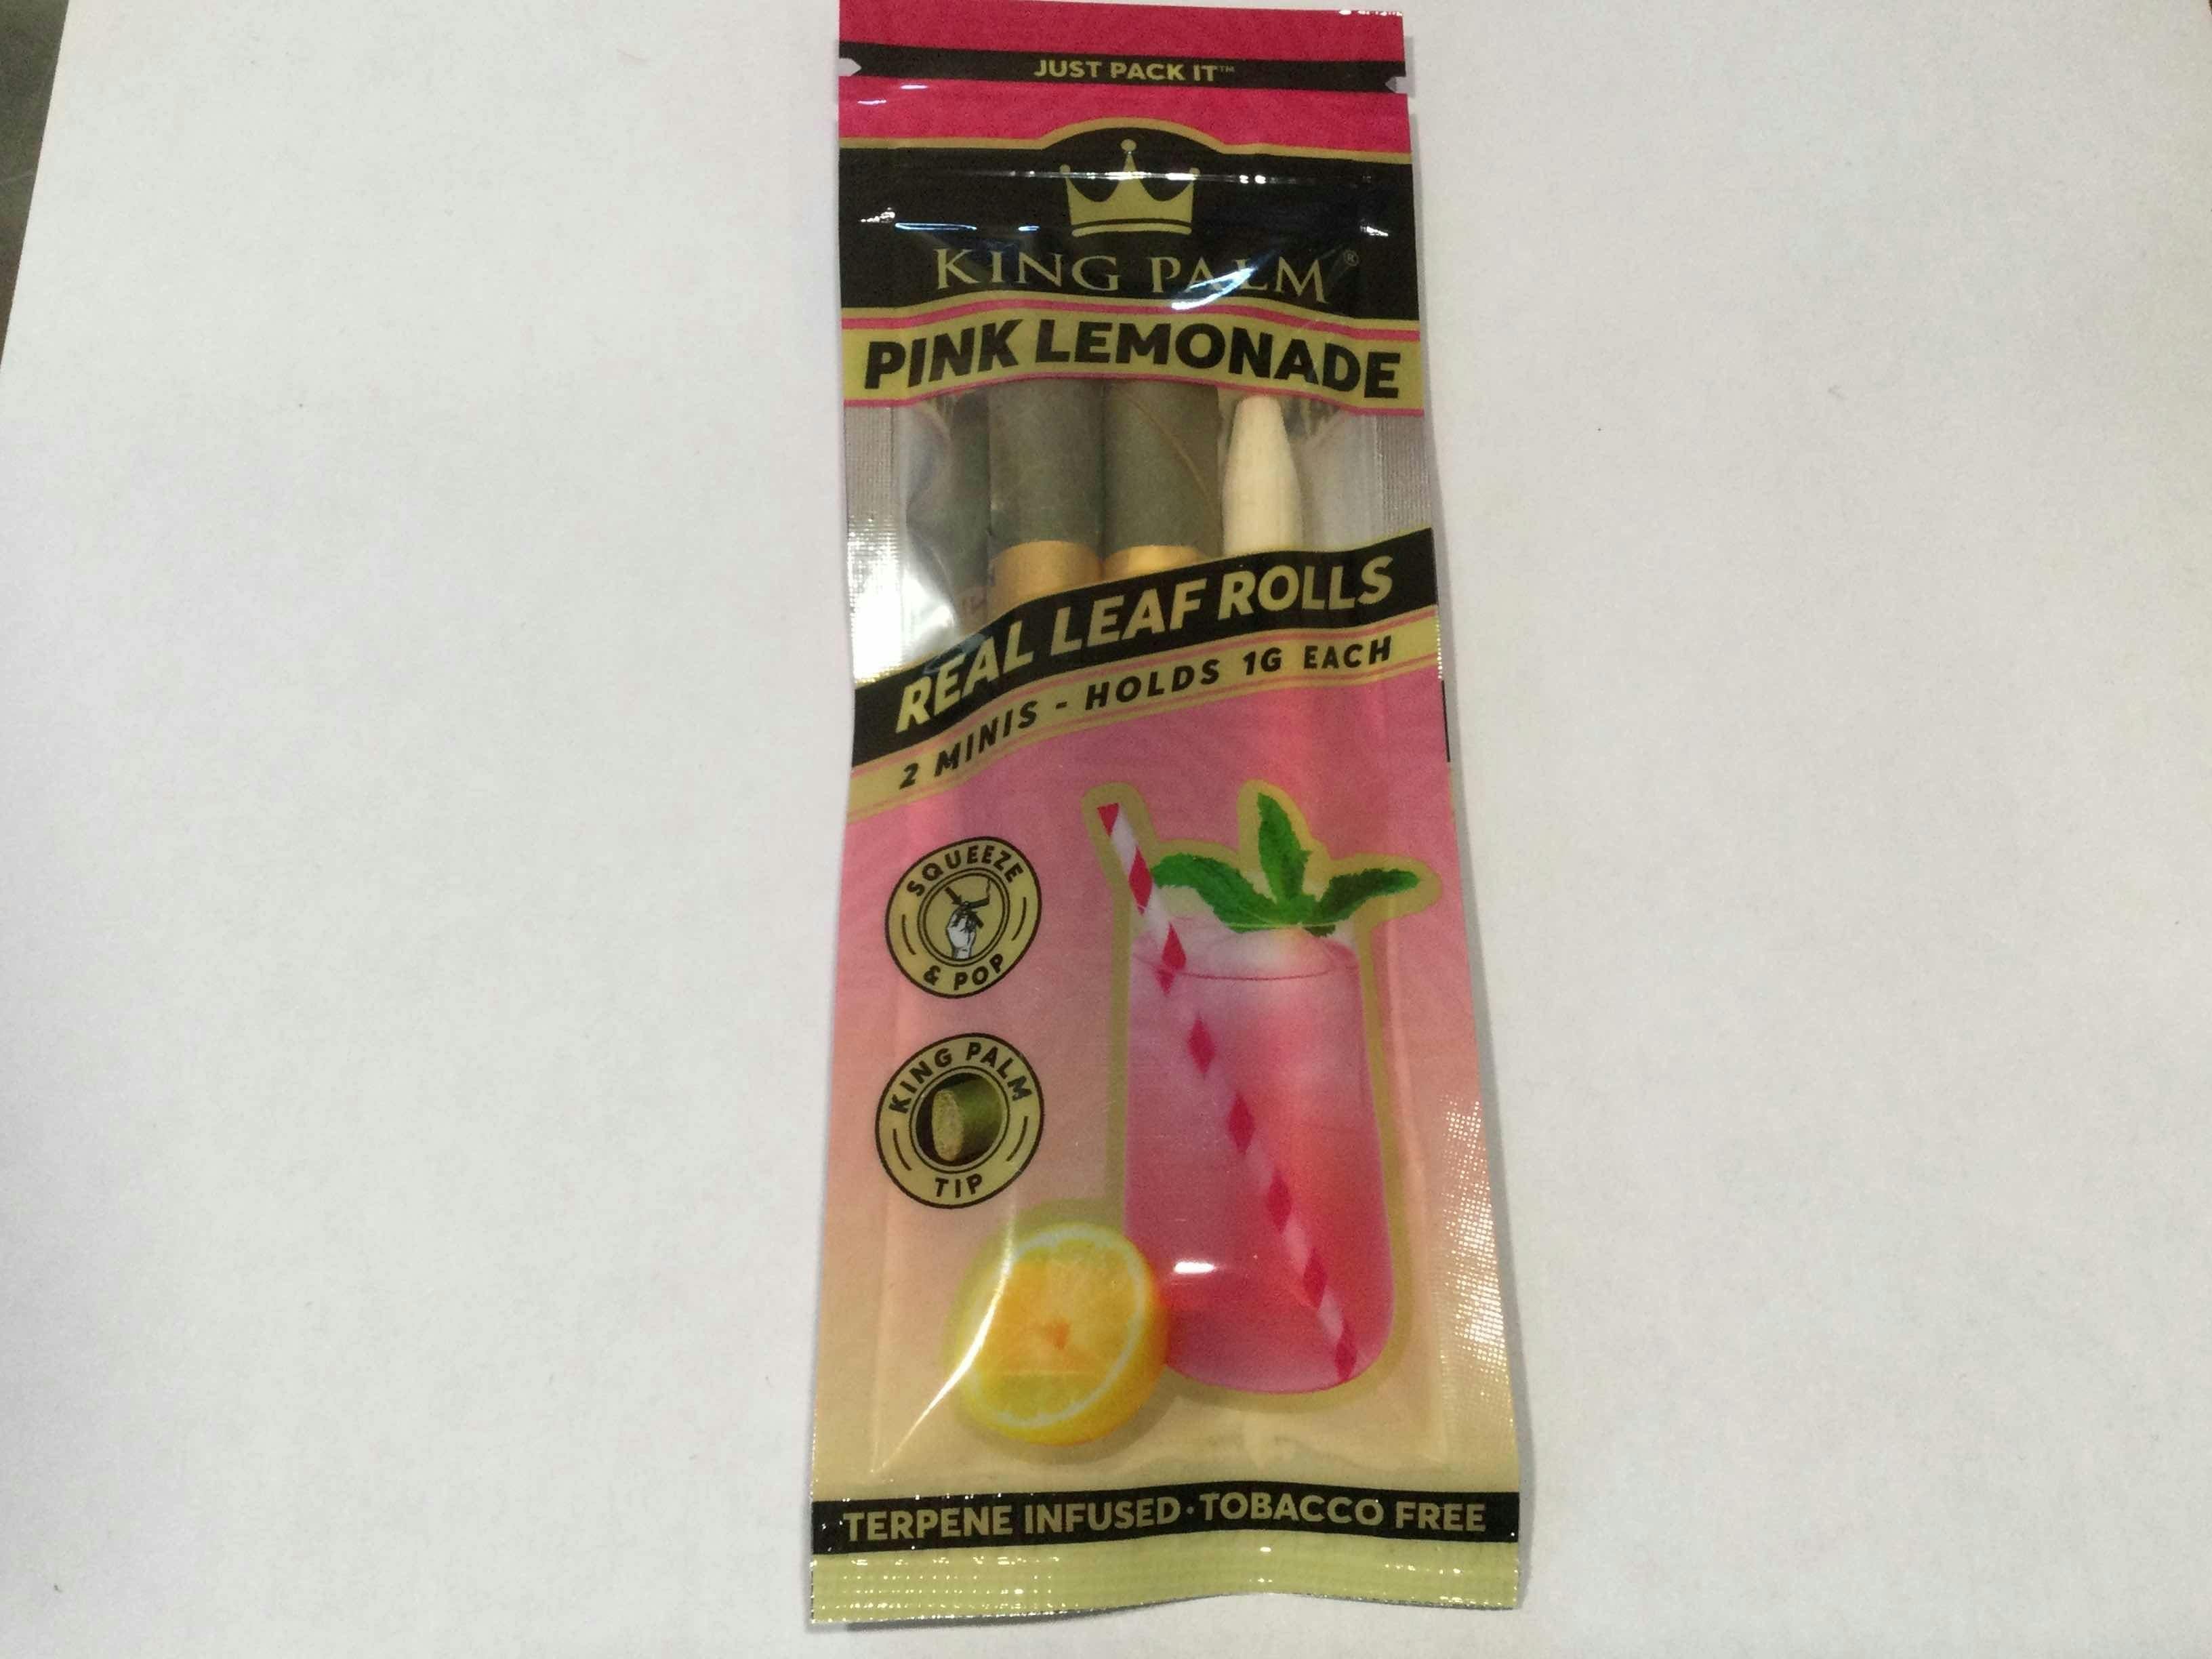 JUST PACK IT™
KING PALM®
PINK LEMONADE
REAL LEAF ROLLS
2 MINIS - HOLDS 1G EACH
SQUEEZE
& POP
KING PALM
TIP
TERPENE INFUSED · TOBACCO FREE